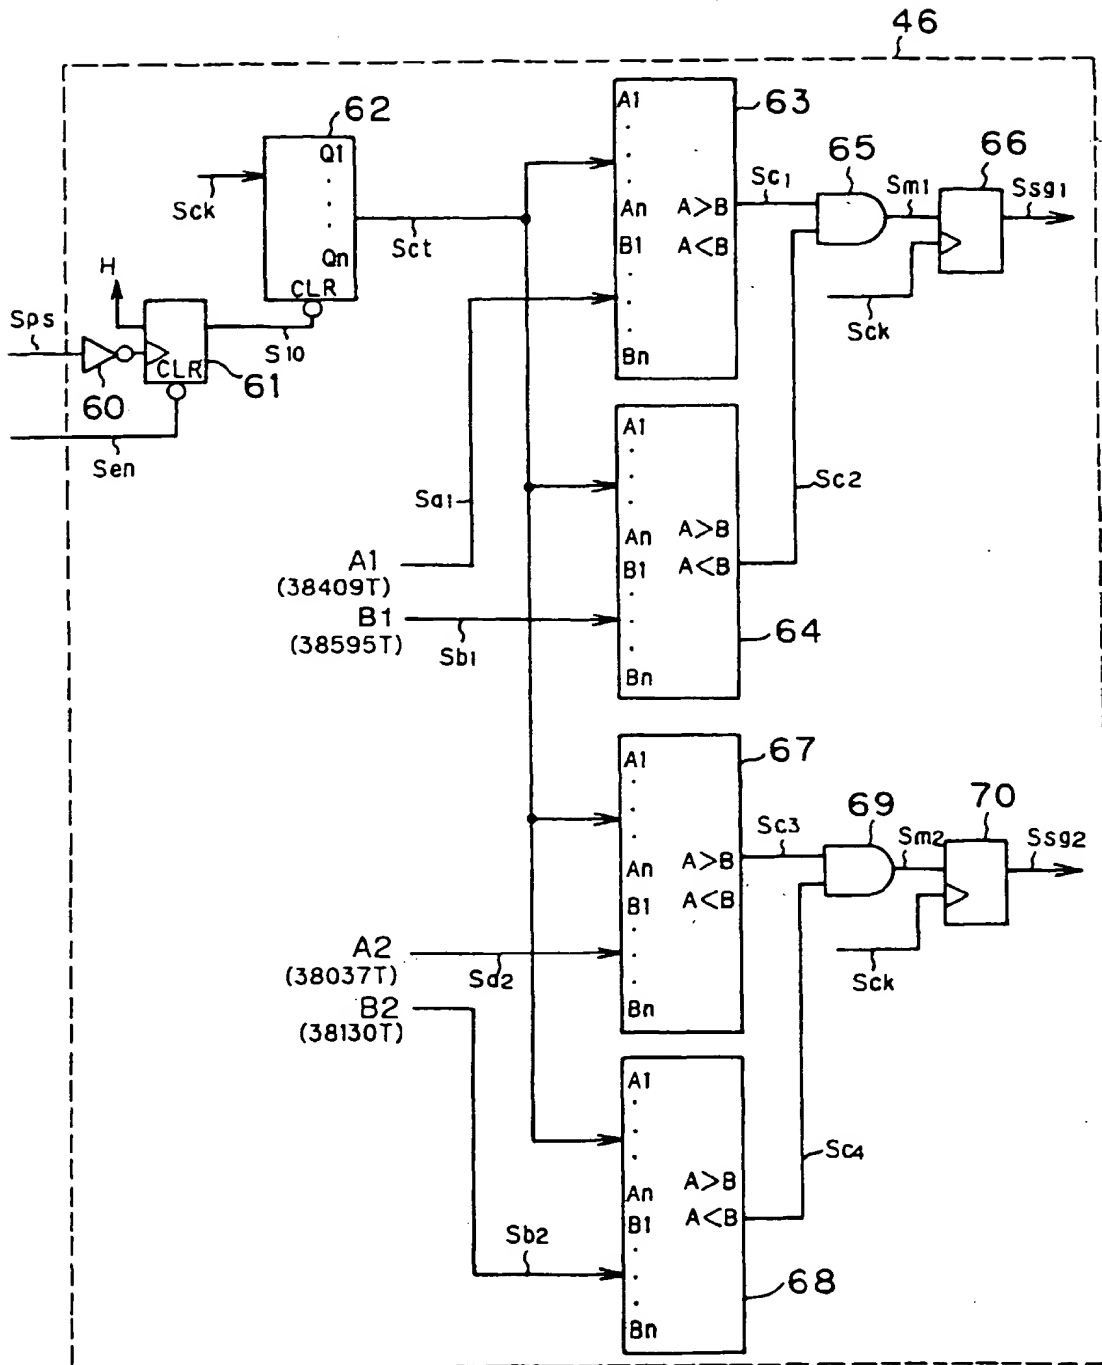 46
62
Q1
Qn
CLR
Sck
Sct
H
Sps
60
CLR
61
S10
Sen
A1
An
B1
Bn
A>B
A<B
63
Sc1
65
Sm1
66
Ssg1
Sck
A1
An
B1
Bn
A>B
A<B
64
Sc2
Sa1
A1
(38409T)
B1
(38595T)
Sb1
A1
An
B1
Bn
A>B
A<B
67
Sc3
69
Sm2
70
Ssg2
Sck
A2
(38037T)
Sa2
B2
(38130T)
A1
An
B1
Bn
A>B
A<B
68
Sc4
Sb2